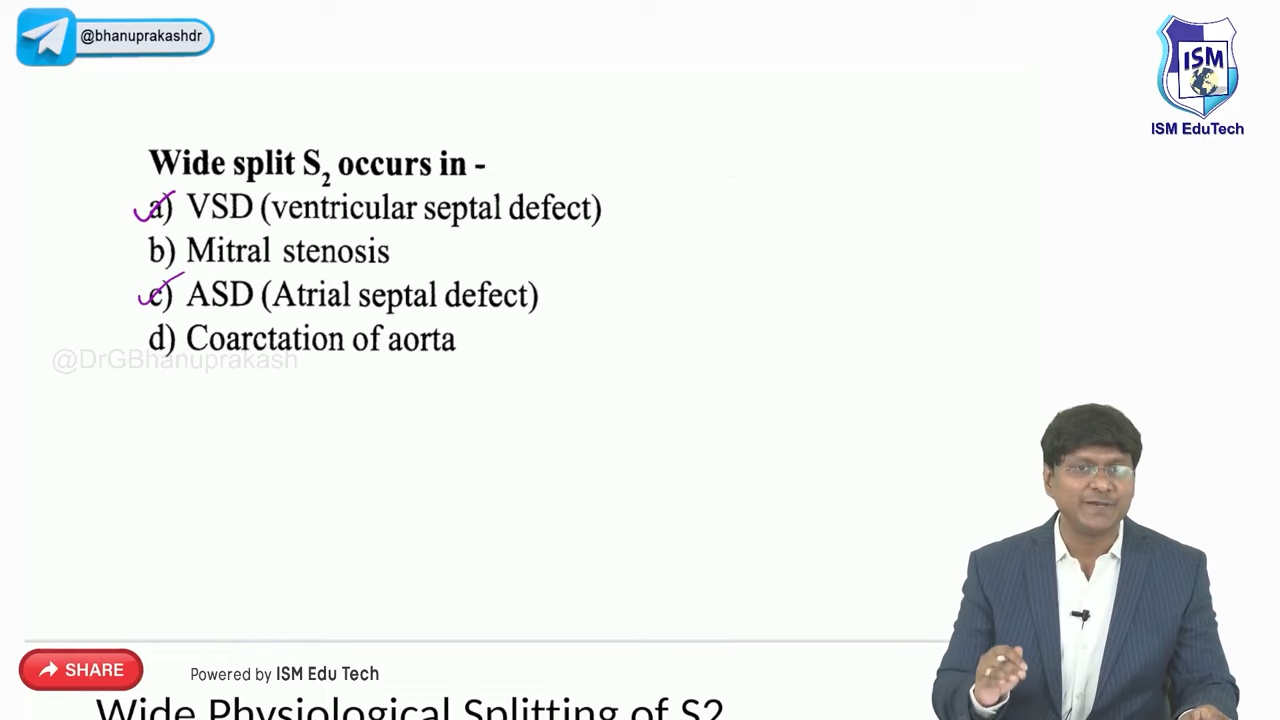 @bhanuprakashdr
ISM
ISM EduTech
Wide split S₂ occurs in -
a) VSD (ventricular septal defect)
b) Mitral stenosis
c) ASD (Atrial septal defect)
d) Coarctation of aorta
@DrGBhanuprakash
SHARE
Powered by ISM Edu Tech
Wide Physiological Splitting of S2